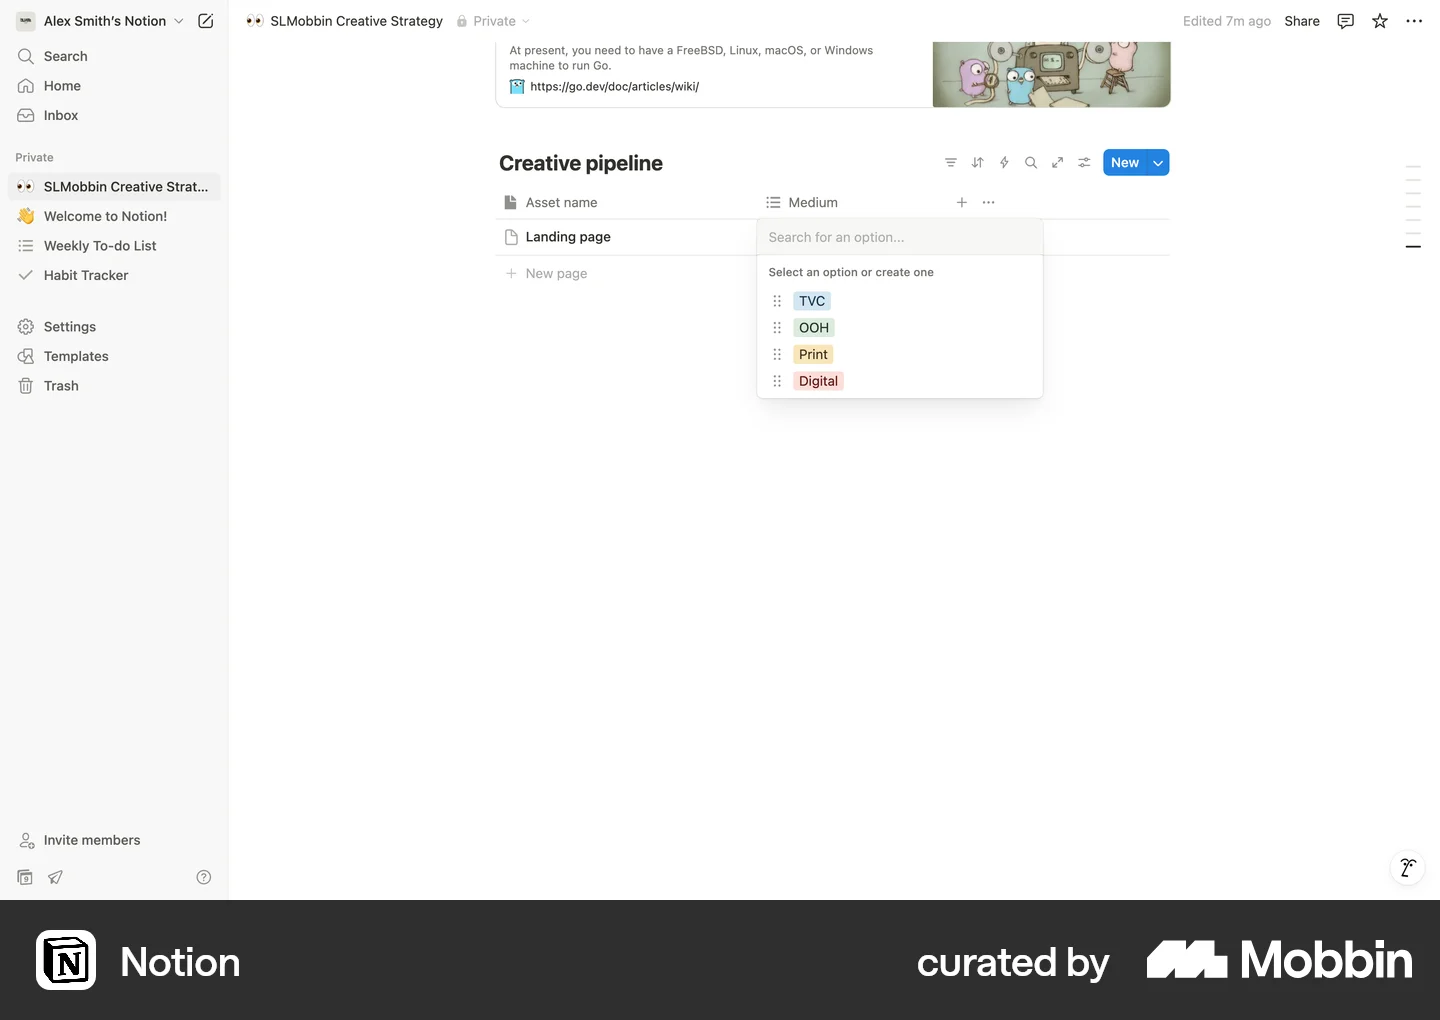 Alex Smith's Notion
SLMobbin Creative Strategy
Private
Edited 7m ago
Share
Search
Home
Inbox
Private
SLMobbin Creative Strat...
Welcome to Notion!
Weekly To-do List
Habit Tracker
Settings
Templates
Trash
Invite members
At present, you need to have a FreeBSD, Linux, macOS, or Windows
machine to run Go.
https://go.dev/doc/articles/wiki/
Creative pipeline
New
Asset name
Medium
Landing page
Search for an option...
New page
Select an option or create one
TVC
OOH
Print
Digital
Notion
curated by
Mobbin